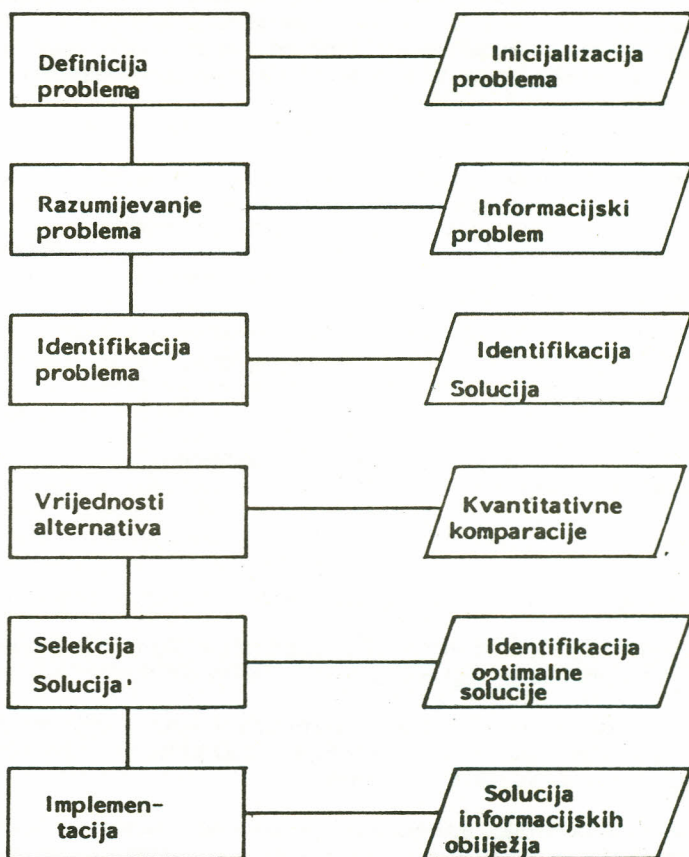 Definicija
problema
Inicijalizacija
problema
Razumijevanje
problema
Informacijski
problem
Identifikacija
problema
Identifikacija
Solucija
Vrijednosti
alternativa
Kvantitativne
komparacije
Selekcija
Solucija
Identifikacija
optimalne
solucije
Implemen-
tacija
Solucija
informacijskih
obilježja